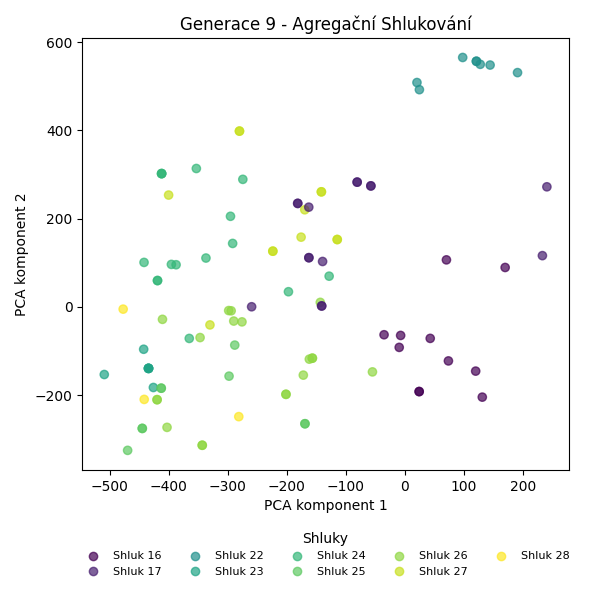 Generace 9 - Agregační Shlukování
PCA komponent 2
600
400
200
0
−200
−500 −400 −300 −200 −100 0 100 200
PCA komponent 1
Shluky
Shluk 16 Shluk 22 Shluk 24 Shluk 26 Shluk 28
Shluk 17 Shluk 23 Shluk 25 Shluk 27